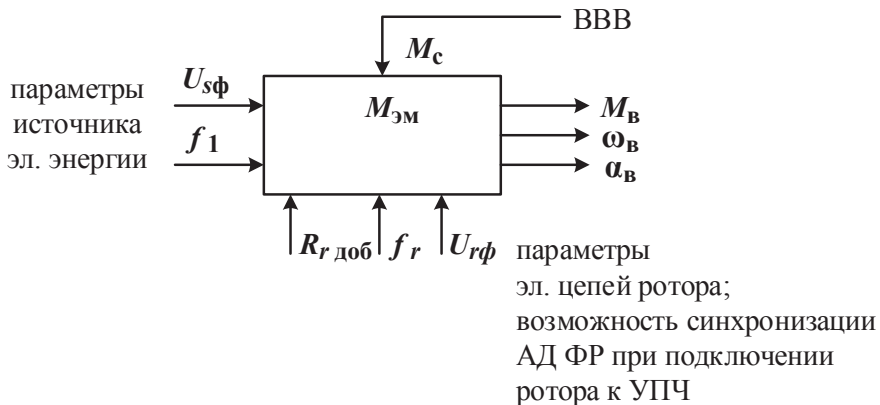 ВВВ
Mс
параметры
источника
эл. энергии
Usф
f1
Mэм
Mв
ωв
αв
Rr доб
fr
Urф
параметры
эл. цепей ротора;
возможность синхронизации
АД ФР при подключении
ротора к УПЧ